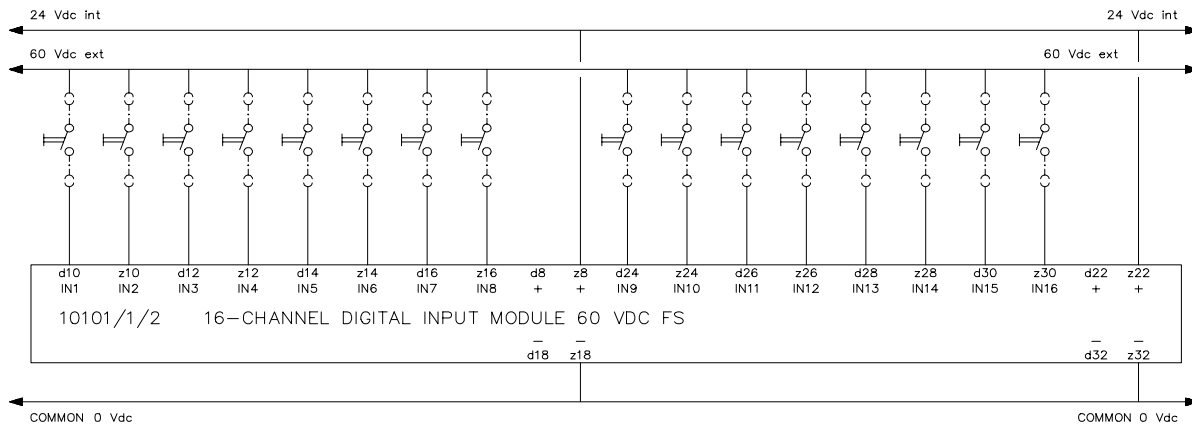 24 Vdc int 24 Vdc int
60 Vdc ext 60 Vdc ext
d10 z10 d12 z12 d14 z14 d16 z16 d8 z8 d24 z24 d26 z26 d28 z28 d30 z30 d22 z22
IN1 IN2 IN3 IN4 IN5 IN6 IN7 IN8 + + IN9 IN10 IN11 IN12 IN13 IN14 IN15 IN16 + +
10101/1/2 16-CHANNEL DIGITAL INPUT MODULE 60 VDC FS
− − − −
d18 z18 d32 z32
COMMON 0 Vdc COMMON 0 Vdc